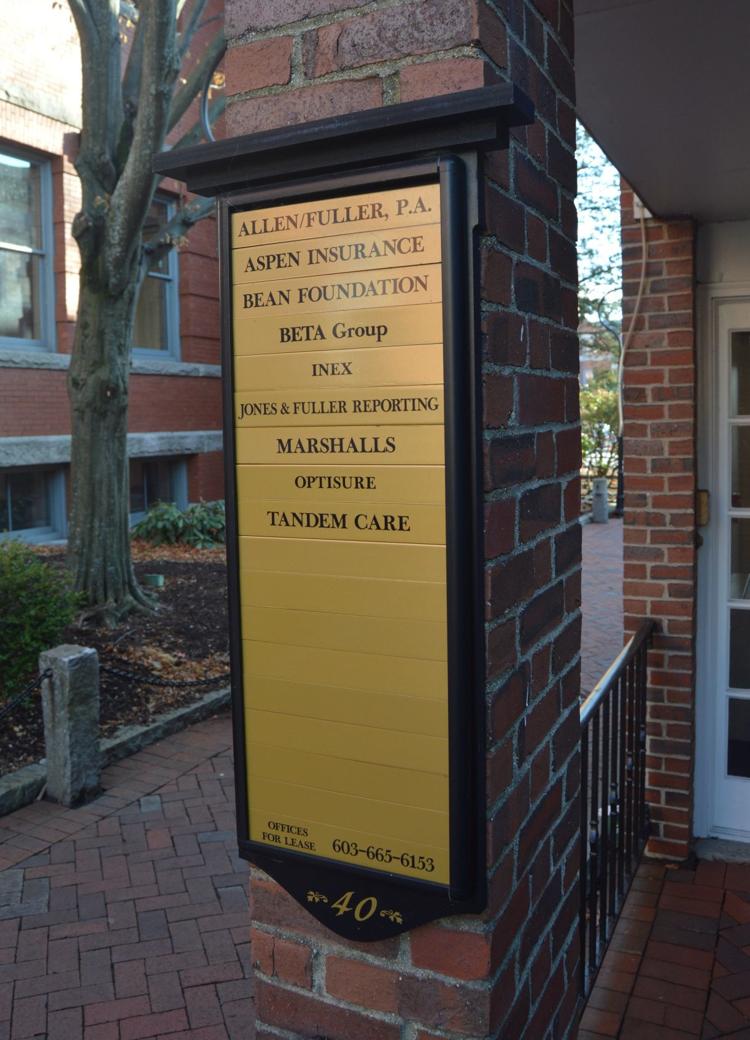 ALLEN/FULLER, P.A.
ASPEN INSURANCE
BEAN FOUNDATION
BETA Group
INEX
JONES & FULLER REPORTING
MARSHALLS
OPTISURE
TANDEM CARE
OFFICES
FOR LEASE 603-665-6153
40